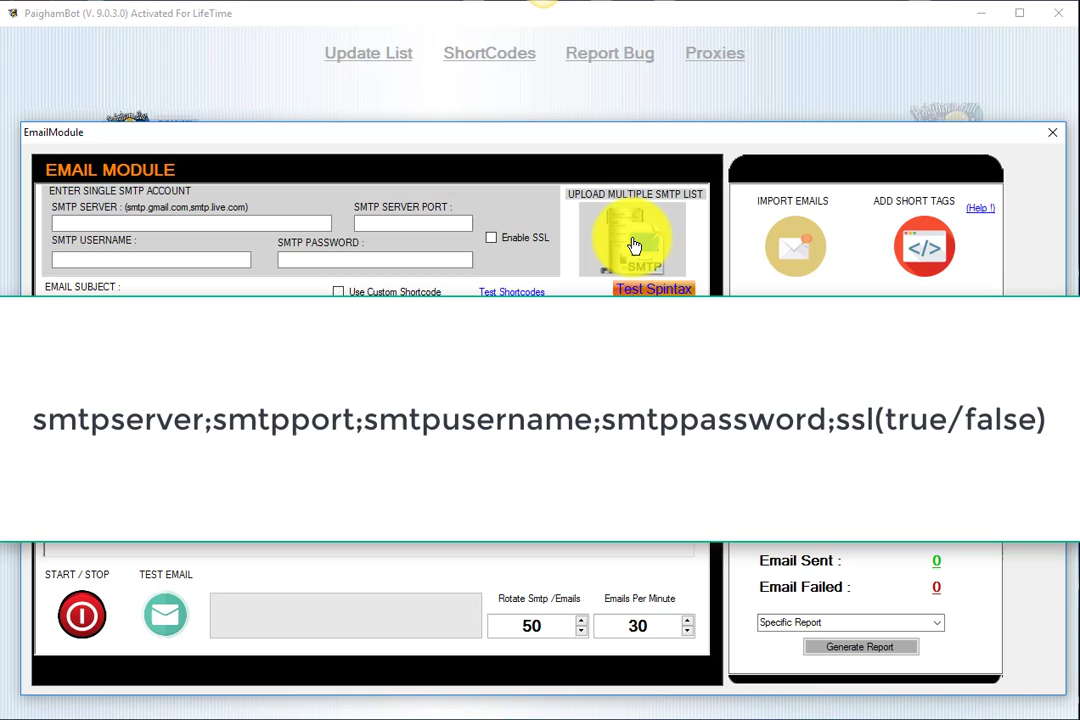 PaighamBot (V. 9.0.3.0) Activated For LifeTime
Update List ShortCodes Report Bug Proxies
EmailModule
EMAIL MODULE
ENTER SINGLE SMTP ACCOUNT
UPLOAD MULTIPLE SMTP LIST
SMTP SERVER : (smtp.gmail.com,smtp.live.com)
SMTP SERVER PORT :
Enable SSL
SMTP
SMTP USERNAME :
SMTP PASSWORD :
EMAIL SUBJECT :
Use Custom Shortcode
Test Shortcodes
Test Spintax
IMPORT EMAILS
ADD SHORT TAGS
(Help !)
</>
smtpserver;smtpport;smtpusername;smtppassword;ssl(true/false)
START / STOP
TEST EMAIL
Rotate Smtp /Emails
50
Emails Per Minute
30
Email Sent : 0
Email Failed : 0
Specific Report
Generate Report